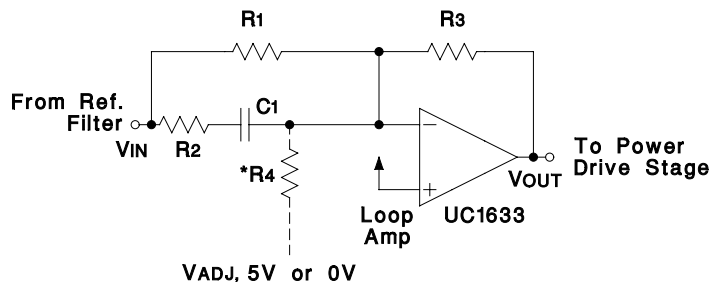 R1
R3
From Ref.
Filter
C1
VIN
R2
*R4
Loop
Amp
VOUT
UC1633
To Power
Drive Stage
VADJ, 5V or 0V